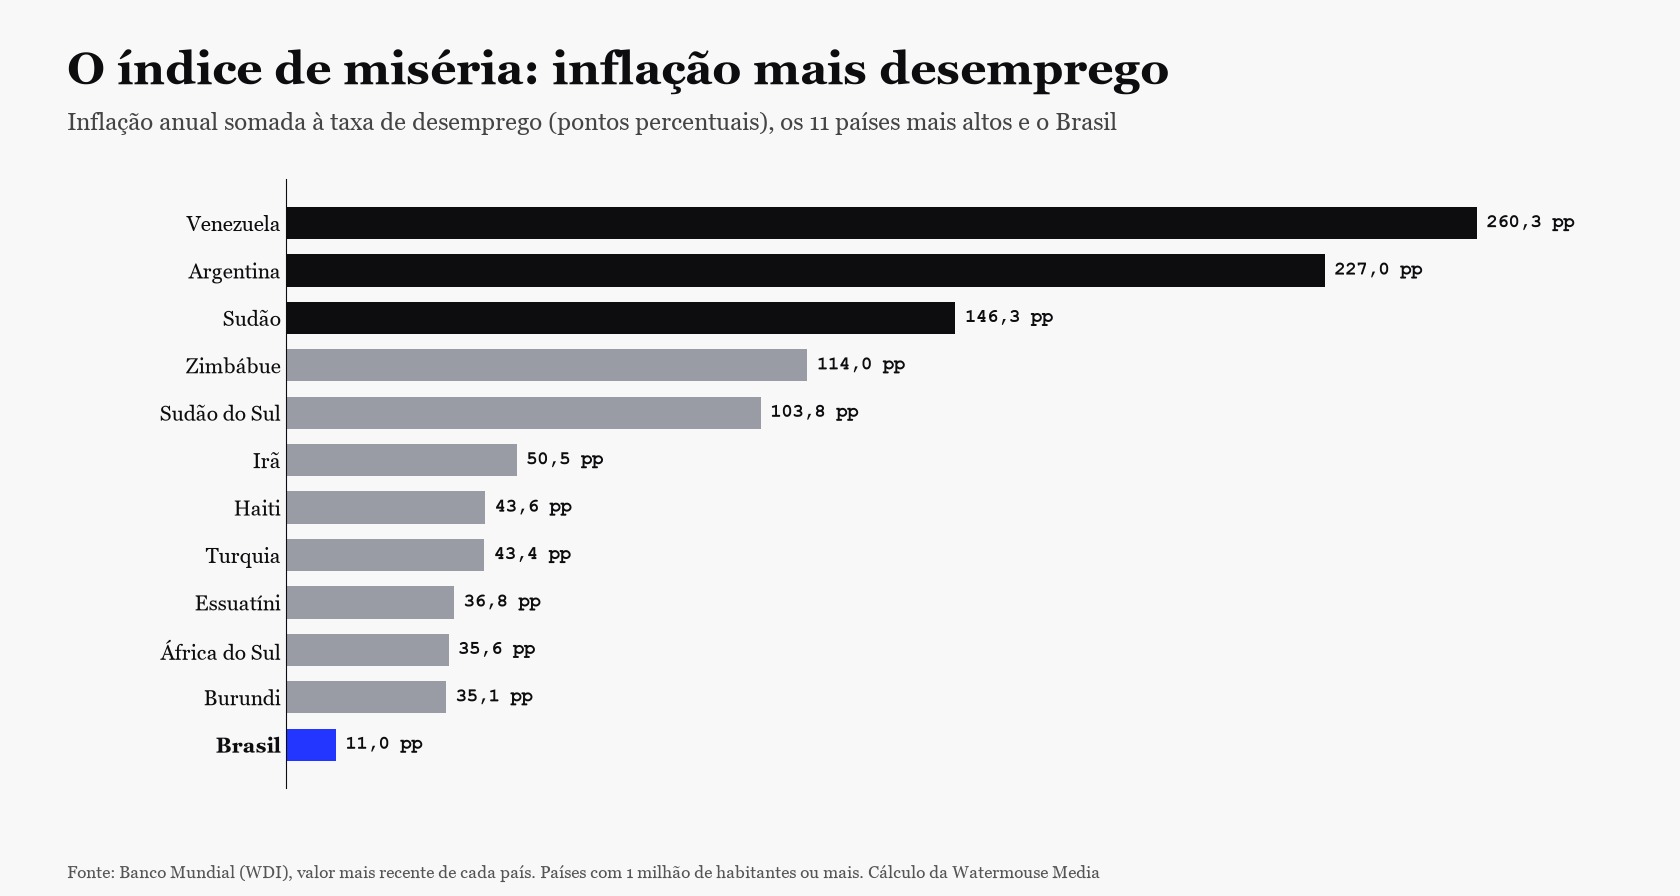 O índice de miséria: inflação mais desemprego
Inflação anual somada à taxa de desemprego (pontos percentuais), os 11 países mais altos e o Brasil
Venezuela 260,3 pp
Argentina 227,0 pp
Sudão 146,3 pp
Zimbábue 114,0 pp
Sudão do Sul 103,8 pp
Irã 50,5 pp
Haiti 43,6 pp
Turquia 43,4 pp
Essuatíni 36,8 pp
África do Sul 35,6 pp
Burundi 35,1 pp
Brasil 11,0 pp
Fonte: Banco Mundial (WDI), valor mais recente de cada país. Países com 1 milhão de habitantes ou mais. Cálculo da Watermouse Media